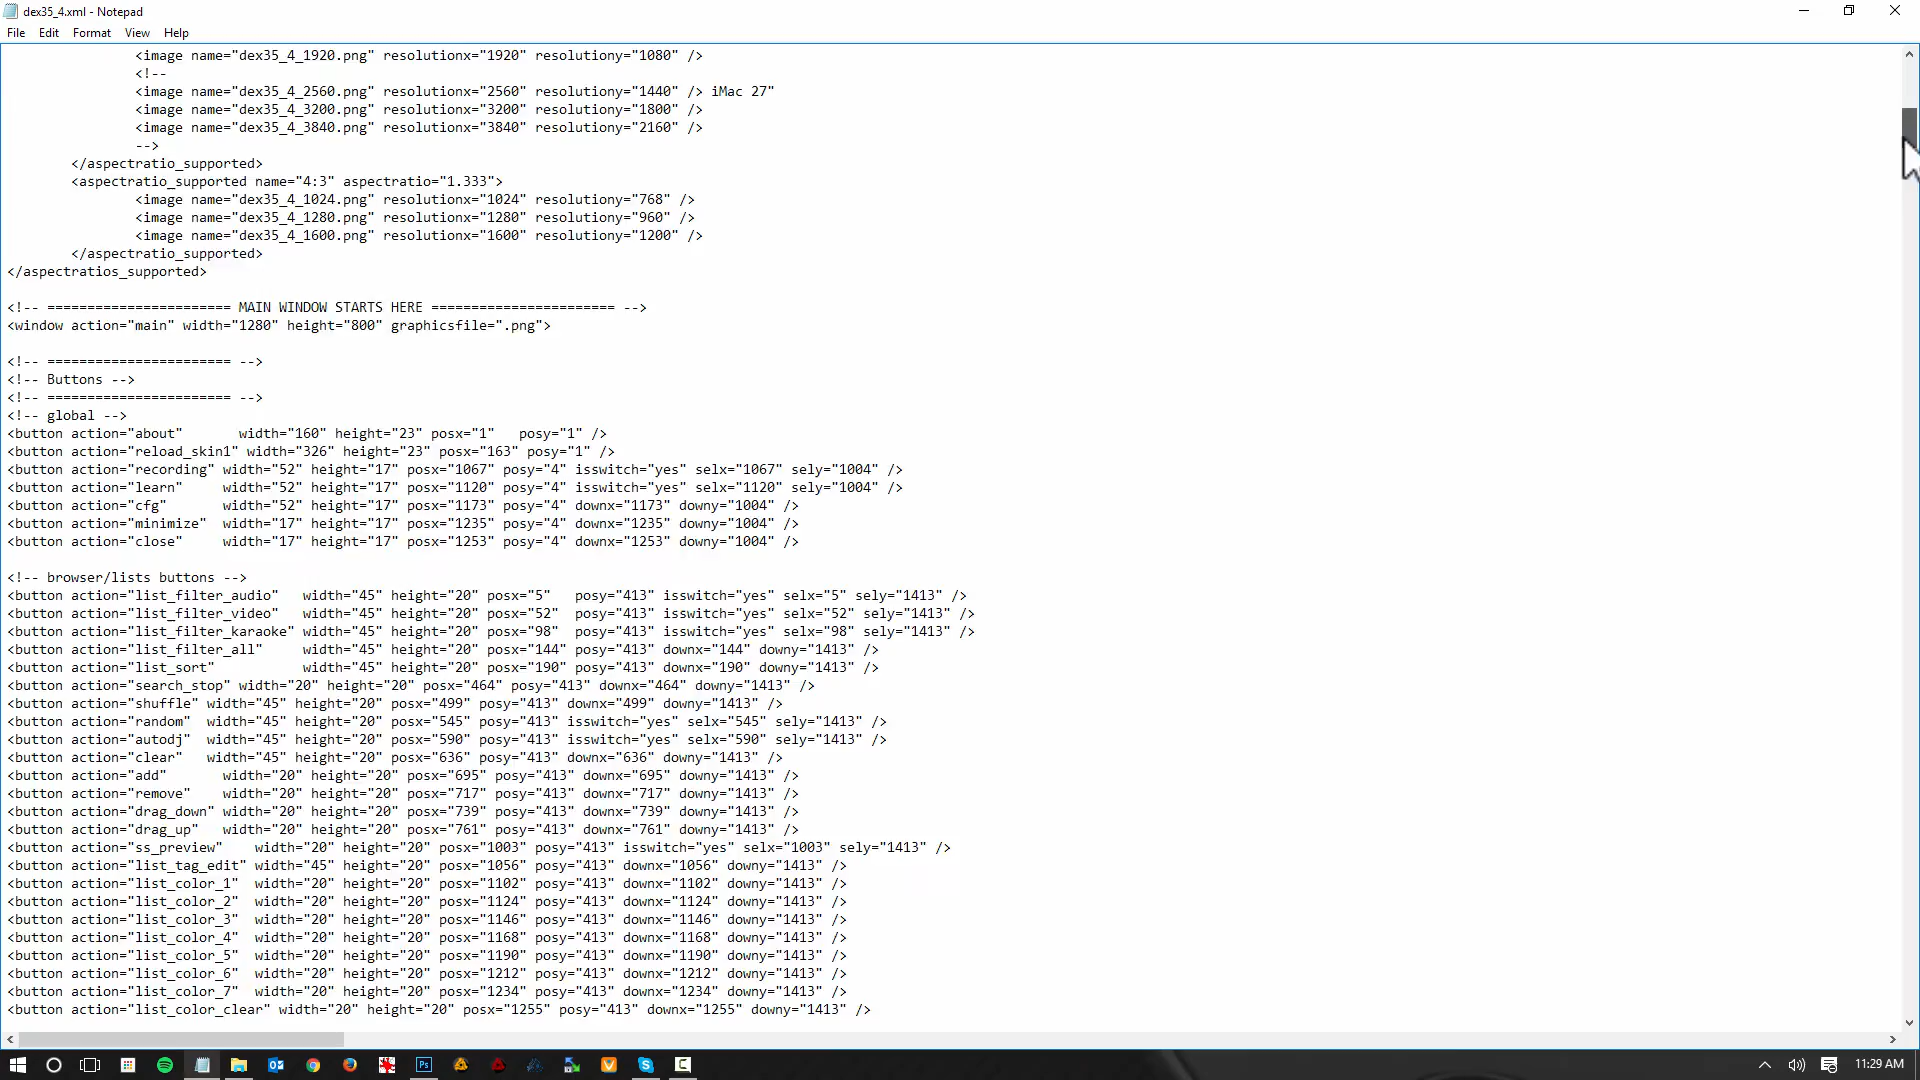 dex35_4.xml - Notepad
File Edit Format View Help
<image name="dex35_4_1920.png" resolutionx="1920" resolutiony="1080" />
<!--
<image name="dex35_4_2560.png" resolutionx="2560" resolutiony="1440" /> iMac 27"
<image name="dex35_4_3200.png" resolutionx="3200" resolutiony="1800" />
<image name="dex35_4_3840.png" resolutionx="3840" resolutiony="2160" />
-->
</aspectratio_supported>
<aspectratio_supported name="4:3" aspectratio="1.333">
<image name="dex35_4_1024.png" resolutionx="1024" resolutiony="768" />
<image name="dex35_4_1280.png" resolutionx="1280" resolutiony="960" />
<image name="dex35_4_1600.png" resolutionx="1600" resolutiony="1200" />
</aspectratio_supported>
</aspectratios_supported>
<!-- ======================= MAIN WINDOW STARTS HERE ======================= -->
<window action="main" width="1280" height="800" graphicsfile=".png">
<!-- ======================= -->
<!-- Buttons -->
<!-- ======================= -->
<!-- global -->
<button action="about" width="160" height="23" posx="1" posy="1" />
<button action="reload_skin1" width="326" height="23" posx="163" posy="1" />
<button action="recording" width="52" height="17" posx="1067" posy="4" isswitch="yes" selx="1067" sely="1004" />
<button action="learn" width="52" height="17" posx="1120" posy="4" isswitch="yes" selx="1120" sely="1004" />
<button action="cfg" width="52" height="17" posx="1173" posy="4" downx="1173" downy="1004" />
<button action="minimize" width="17" height="17" posx="1235" posy="4" downx="1235" downy="1004" />
<button action="close" width="17" height="17" posx="1253" posy="4" downx="1253" downy="1004" />
<!-- browser/lists buttons -->
<button action="list_filter_audio" width="45" height="20" posx="5" posy="413" isswitch="yes" selx="5" sely="1413" />
<button action="list_filter_video" width="45" height="20" posx="52" posy="413" isswitch="yes" selx="52" sely="1413" />
<button action="list_filter_karaoke" width="45" height="20" posx="98" posy="413" isswitch="yes" selx="98" sely="1413" />
<button action="list_filter_all" width="45" height="20" posx="144" posy="413" downx="144" downy="1413" />
<button action="list_sort" width="45" height="20" posx="190" posy="413" downx="190" downy="1413" />
<button action="search_stop" width="20" height="20" posx="464" posy="413" downx="464" downy="1413" />
<button action="shuffle" width="45" height="20" posx="499" posy="413" downx="499" downy="1413" />
<button action="random" width="45" height="20" posx="545" posy="413" isswitch="yes" selx="545" sely="1413" />
<button action="autodj" width="45" height="20" posx="590" posy="413" isswitch="yes" selx="590" sely="1413" />
<button action="clear" width="45" height="20" posx="636" posy="413" downx="636" downy="1413" />
<button action="add" width="20" height="20" posx="695" posy="413" downx="695" downy="1413" />
<button action="remove" width="20" height="20" posx="717" posy="413" downx="717" downy="1413" />
<button action="drag_down" width="20" height="20" posx="739" posy="413" downx="739" downy="1413" />
<button action="drag_up" width="20" height="20" posx="761" posy="413" downx="761" downy="1413" />
<button action="ss_preview" width="20" height="20" posx="1003" posy="413" isswitch="yes" selx="1003" sely="1413" />
<button action="list_tag_edit" width="45" height="20" posx="1056" posy="413" downx="1056" downy="1413" />
<button action="list_color_1" width="20" height="20" posx="1102" posy="413" downx="1102" downy="1413" />
<button action="list_color_2" width="20" height="20" posx="1124" posy="413" downx="1124" downy="1413" />
<button action="list_color_3" width="20" height="20" posx="1146" posy="413" downx="1146" downy="1413" />
<button action="list_color_4" width="20" height="20" posx="1168" posy="413" downx="1168" downy="1413" />
<button action="list_color_5" width="20" height="20" posx="1190" posy="413" downx="1190" downy="1413" />
<button action="list_color_6" width="20" height="20" posx="1212" posy="413" downx="1212" downy="1413" />
<button action="list_color_7" width="20" height="20" posx="1234" posy="413" downx="1234" downy="1413" />
<button action="list_color_clear" width="20" height="20" posx="1255" posy="413" downx="1255" downy="1413" />
Ps
11:29 AM